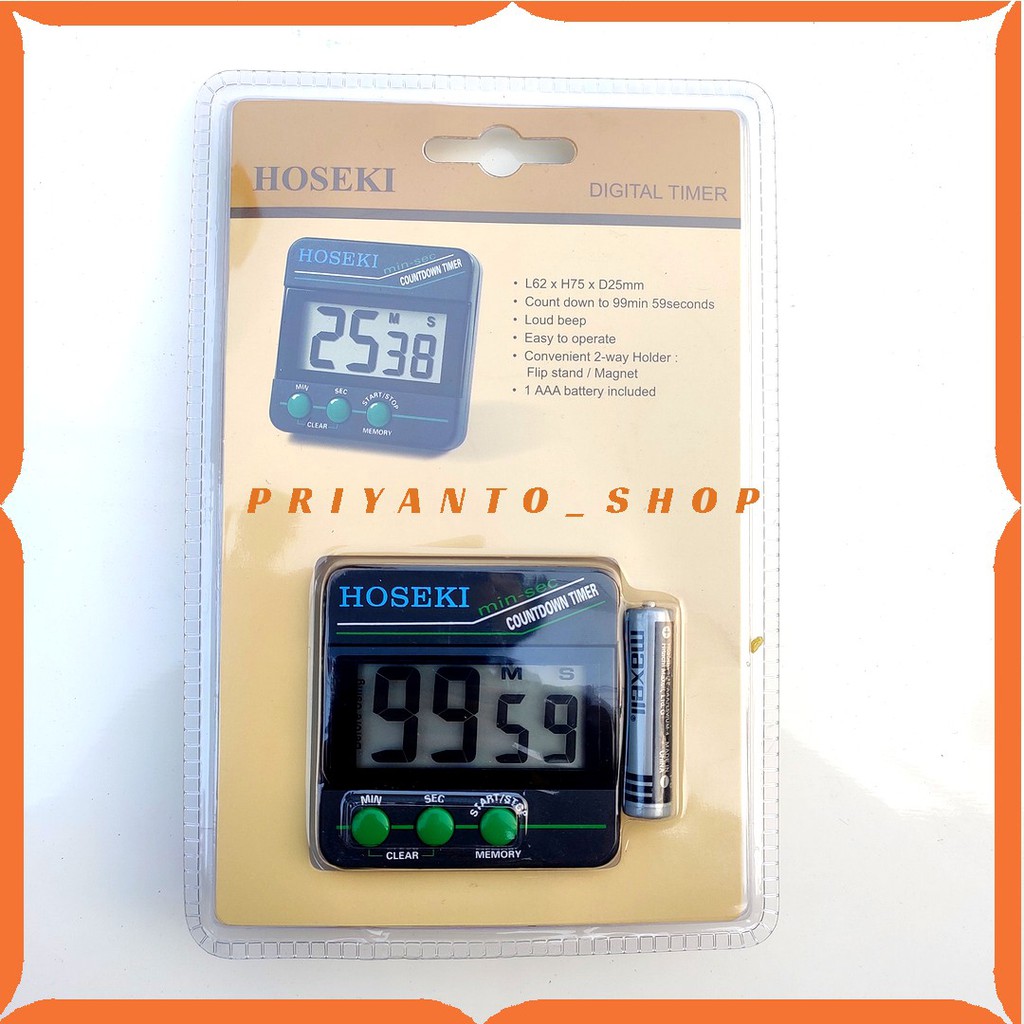 HOSEKI
DIGITAL TIMER
HOSEKI
min-sec
COUNTDOWN TIMER
M S
25 38
MIN SEC START/STOP
CLEAR MEMORY
• L62 x H75 x D25mm
• Count down to 99min 59seconds
• Loud beep
• Easy to operate
• Convenient 2-way Holder :
Flip stand / Magnet
• 1 AAA battery included
PRIYANTO_SHOP
HOSEKI
min-sec
COUNTDOWN TIMER
M S
99 59
before using
MIN SEC START/STOP
CLEAR MEMORY
maxell